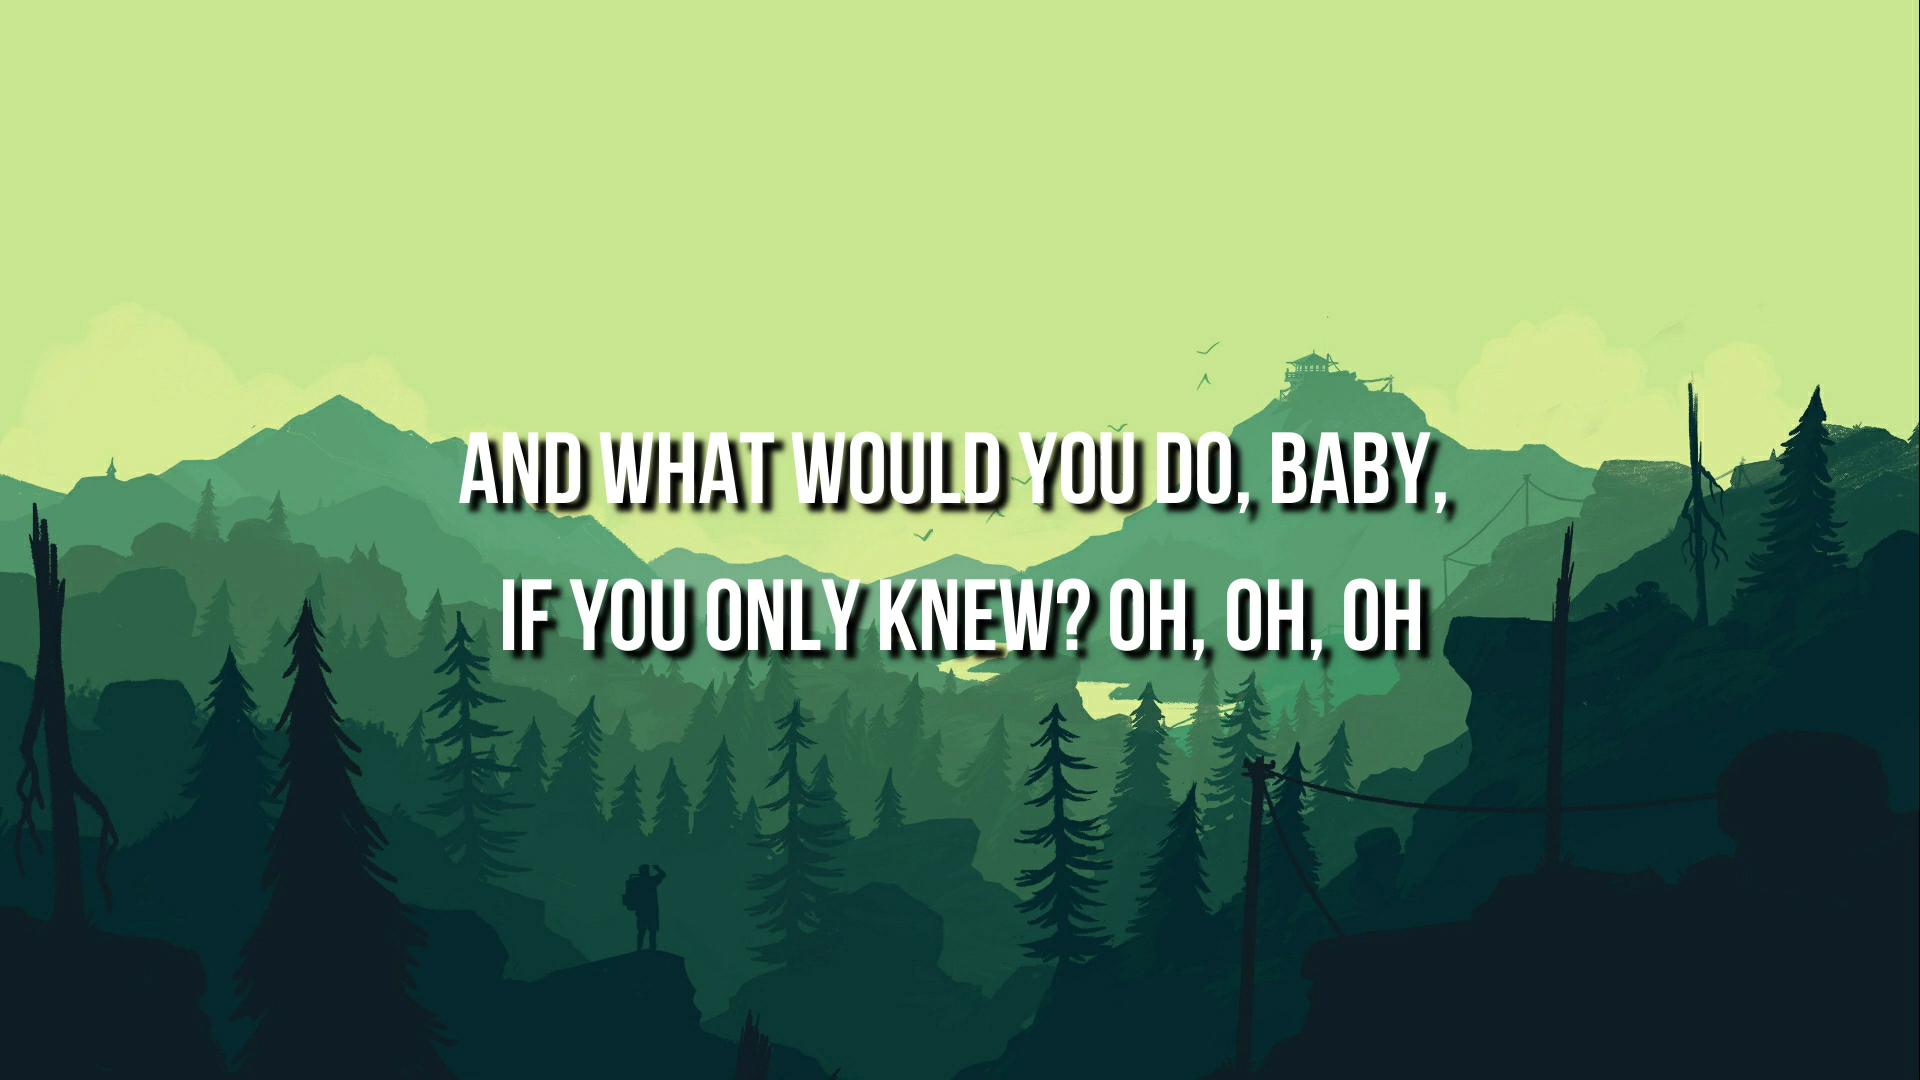 AND WHAT WOULD YOU DO, BABY,
IF YOU ONLY KNEW? OH, OH, OH